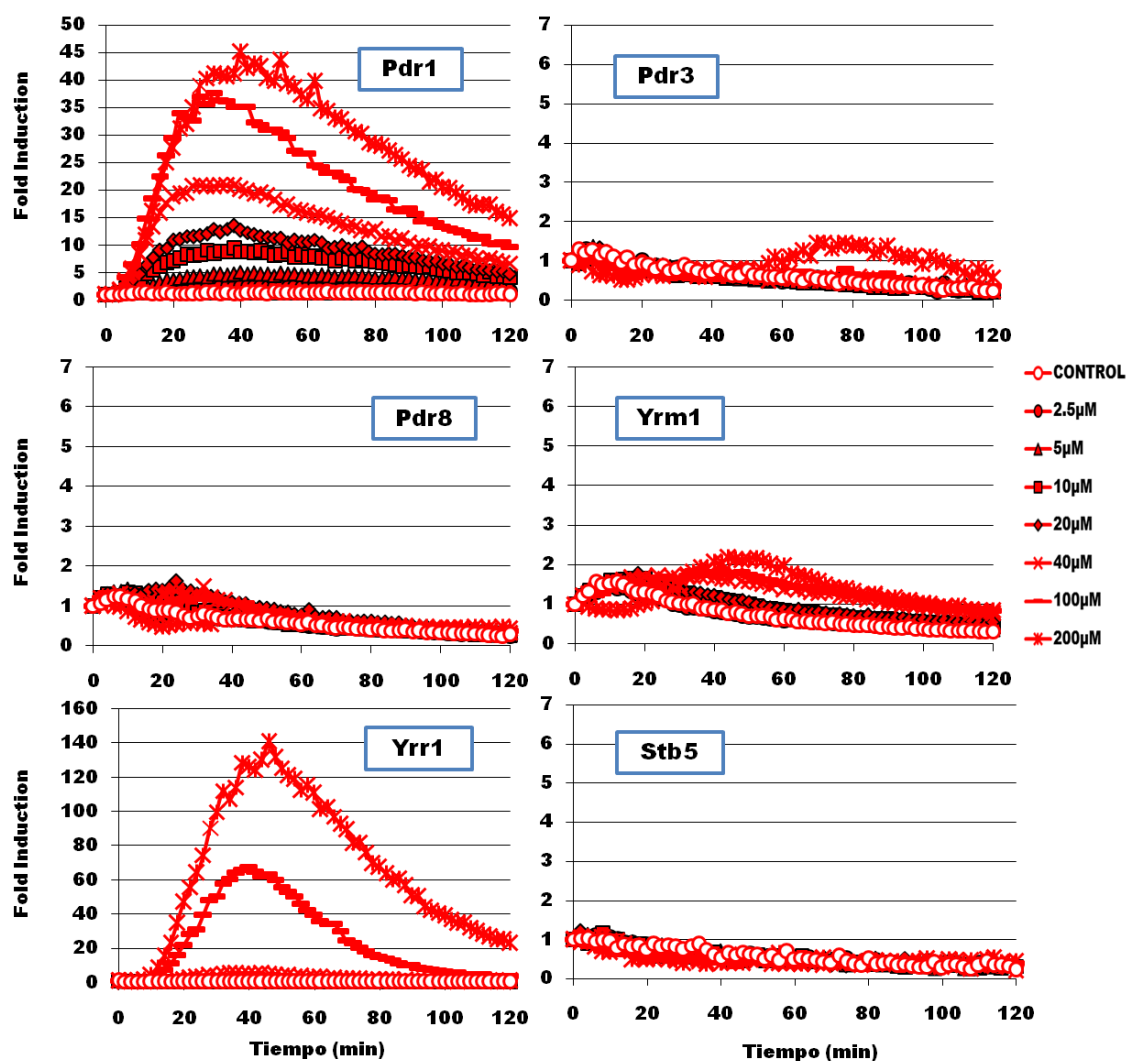 Pdr1
Fold Induction
50
45
40
35
30
25
20
15
10
5
0
0 20 40 60 80 100 120
Pdr3
7
6
5
4
3
2
1
0
0 20 40 60 80 100 120
Pdr8
Fold Induction
7
6
5
4
3
2
1
0
0 20 40 60 80 100 120
Yrm1
7
6
5
4
3
2
1
0
0 20 40 60 80 100 120
CONTROL
2.5µM
5µM
10µM
20µM
40µM
100µM
200µM
Yrr1
Fold Induction
160
140
120
100
80
60
40
20
0
0 20 40 60 80 100 120
Tiempo (min)
Stb5
7
6
5
4
3
2
1
0
0 20 40 60 80 100 120
Tiempo (min)